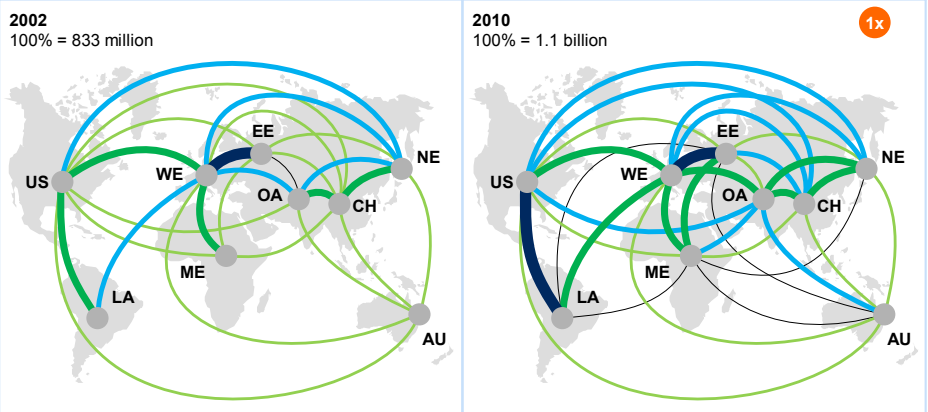 2002
100% = 833 million
US
WE
EE
NE
OA
CH
ME
LA
AU
2010
100% = 1.1 billion
1x
US
WE
EE
NE
OA
CH
ME
LA
AU